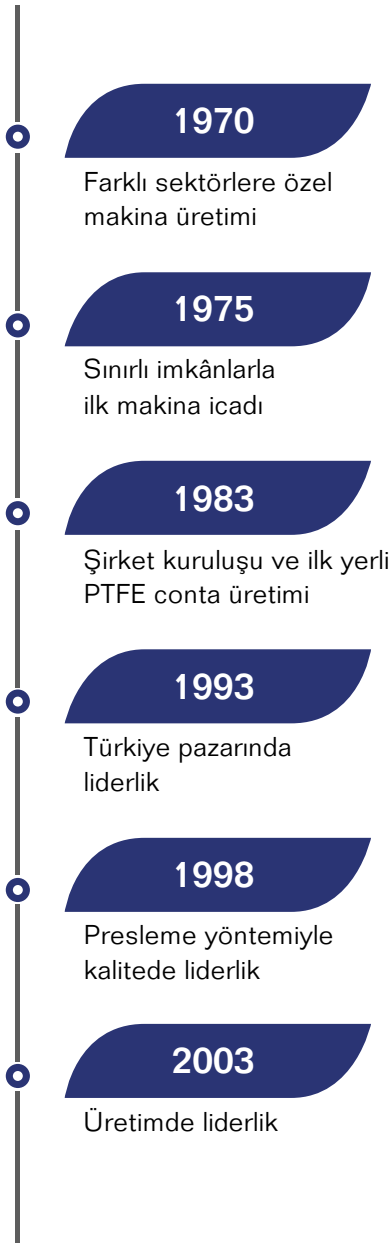 1970
Farklı sektörlere özel
makina üretimi
1975
Sınırlı imkânlarla
ilk makina icadı
1983
Şirket kuruluşu ve ilk yerli
PTFE conta üretimi
1993
Türkiye pazarında
liderlik
1998
Presleme yöntemiyle
kalitede liderlik
2003
Üretimde liderlik